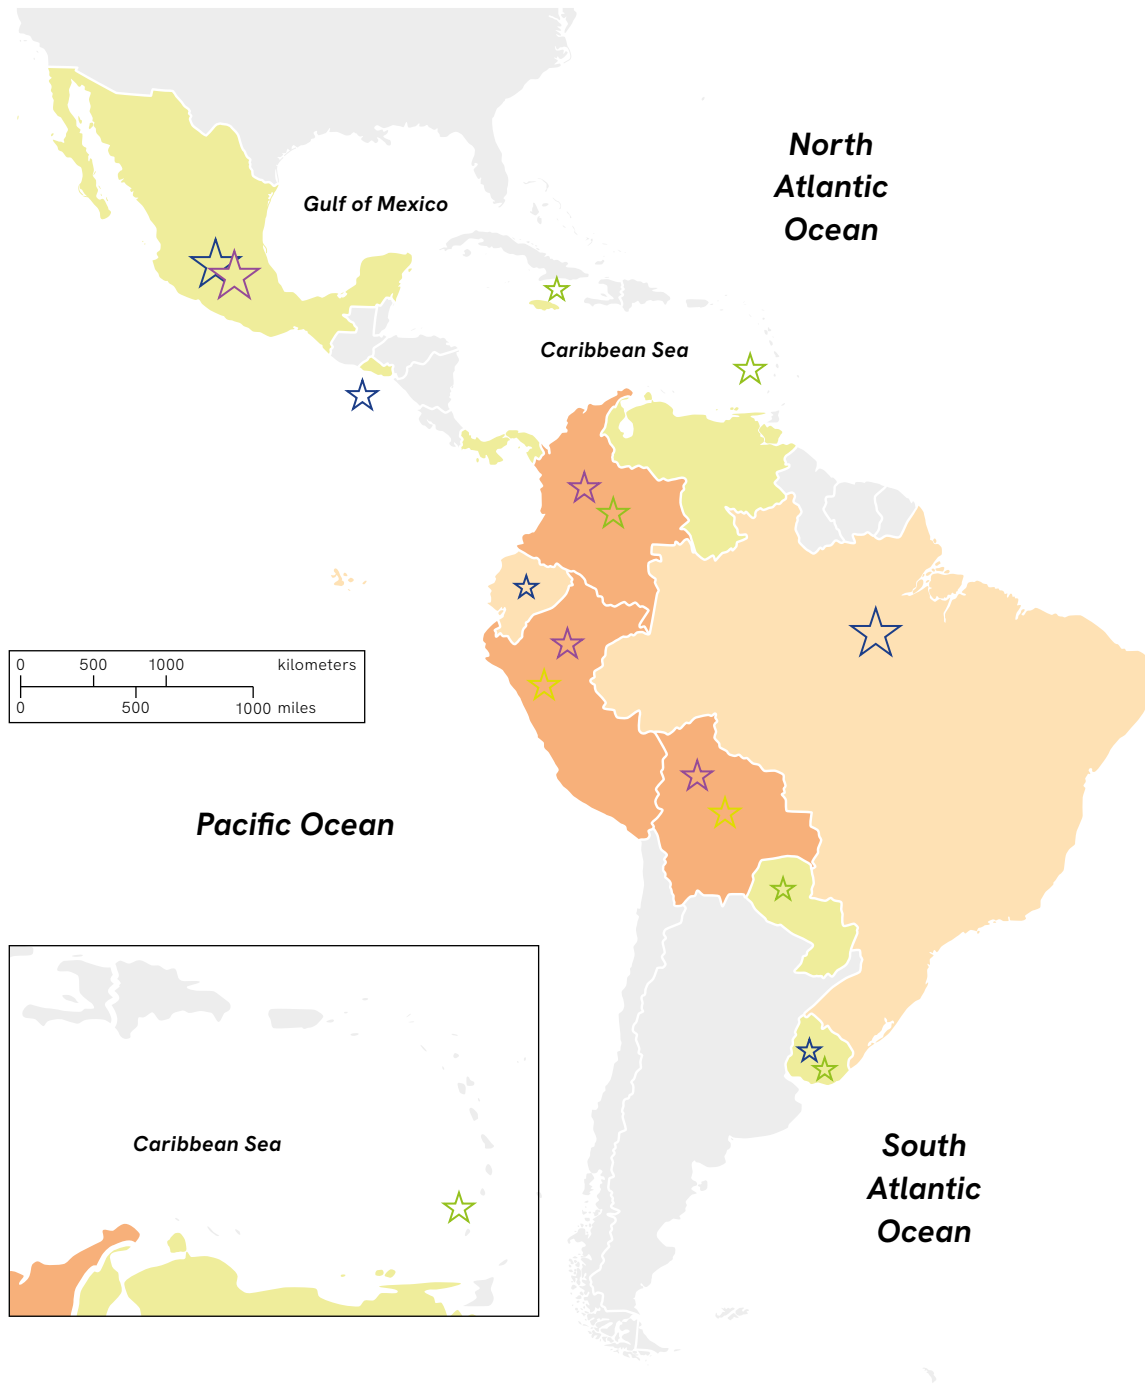 North
Atlantic
Ocean
Gulf of Mexico
Caribbean Sea
0 500 1000 kilometers
0 500 1000 miles
Pacific Ocean
Caribbean Sea
South
Atlantic
Ocean